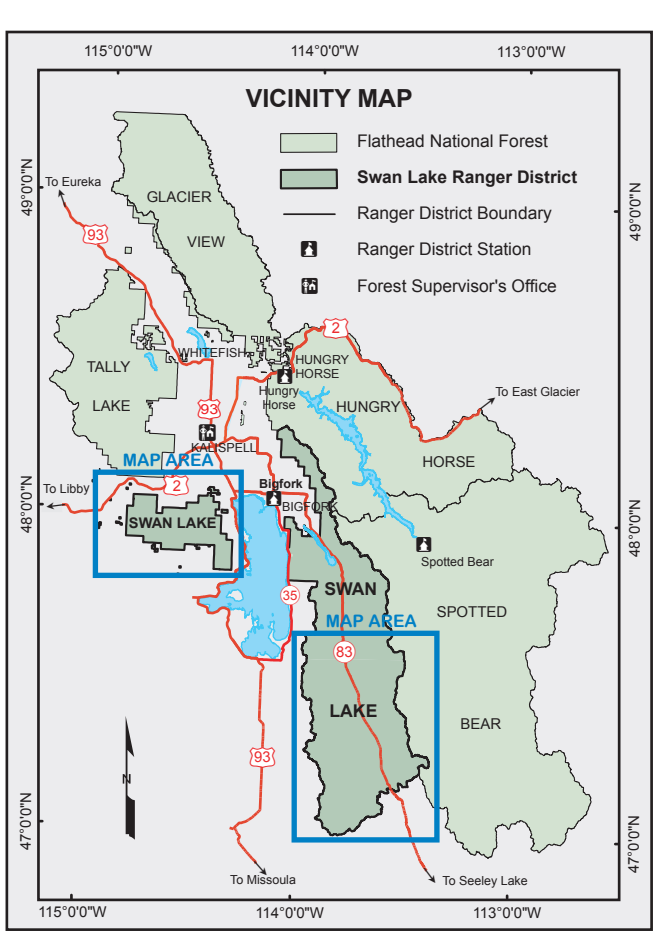 115°0'0"W 114°0'0"W 113°0'0"W
VICINITY MAP
Flathead National Forest
Swan Lake Ranger District
Ranger District Boundary
Ranger District Station
Forest Supervisor's Office
49°0'0"N
49°0'0"N
To Eureka
GLACIER
VIEW
93
2
WHITEFISH
TALLY
LAKE
HUNGRY
HORSE
Hungry
Horse
To East Glacier
HUNGRY
HORSE
93
KALISPELL
MAP AREA
To Libby
2
48°0'0"N
48°0'0"N
Bigfork
BIGFORK
SWAN LAKE
Spotted Bear
SWAN
35
SPOTTED
BEAR
MAP AREA
83
LAKE
93
N
47°0'0"N
47°0'0"N
To Missoula
To Seeley Lake
115°0'0"W 114°0'0"W 113°0'0"W